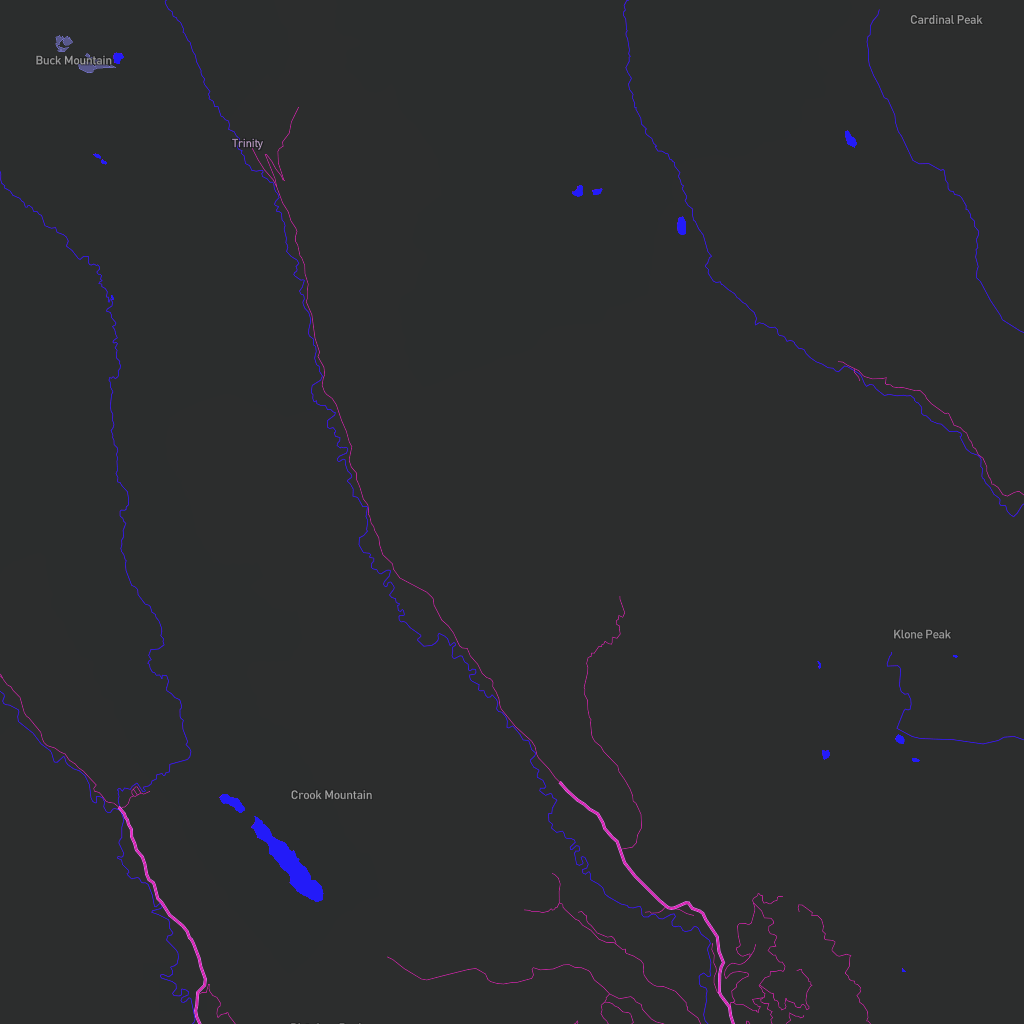 Cardinal Peak
Buck Mountain
Trinity
Klone Peak
Crook Mountain